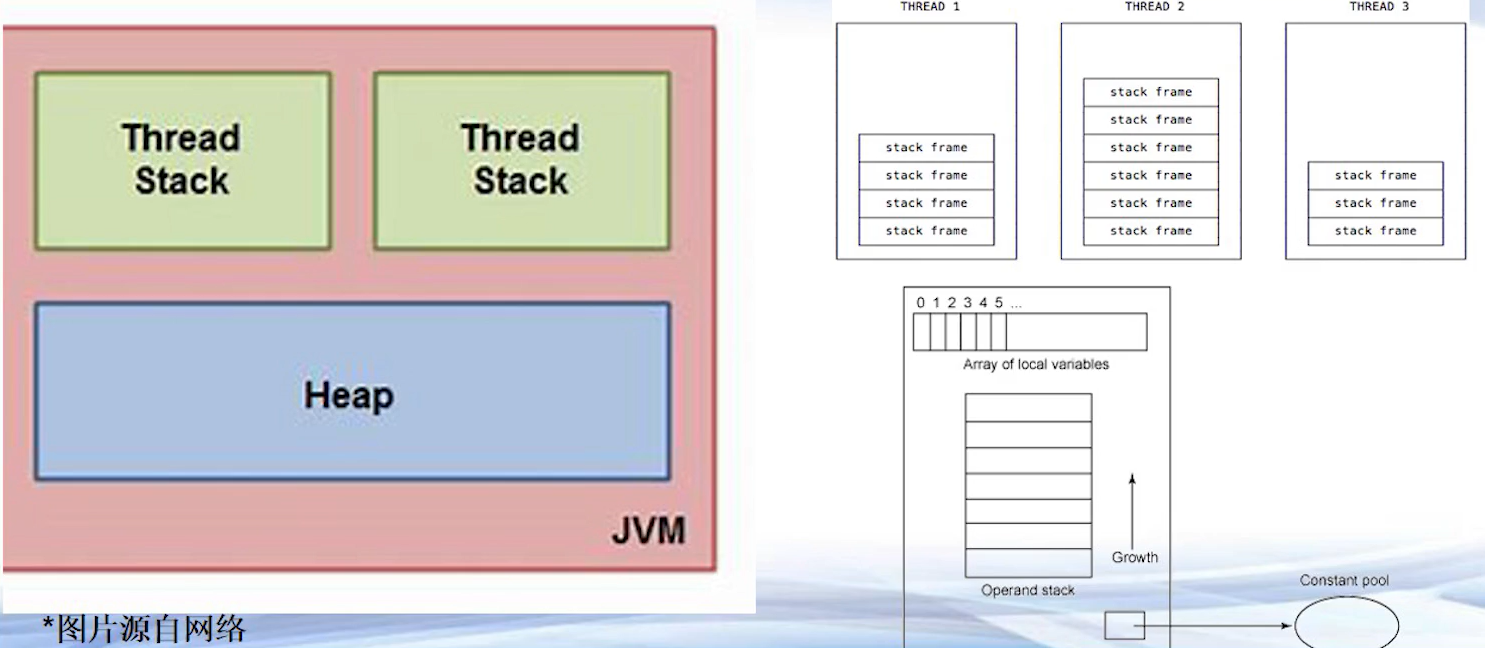 Thread
Stack
Thread
Stack
Heap
JVM
*图片源自网络
THREAD 1
stack frame
stack frame
stack frame
stack frame
THREAD 2
stack frame
stack frame
stack frame
stack frame
stack frame
stack frame
THREAD 3
stack frame
stack frame
stack frame
0 1 2 3 4 5 ...
Array of local variables
Growth
Operand stack
Constant pool